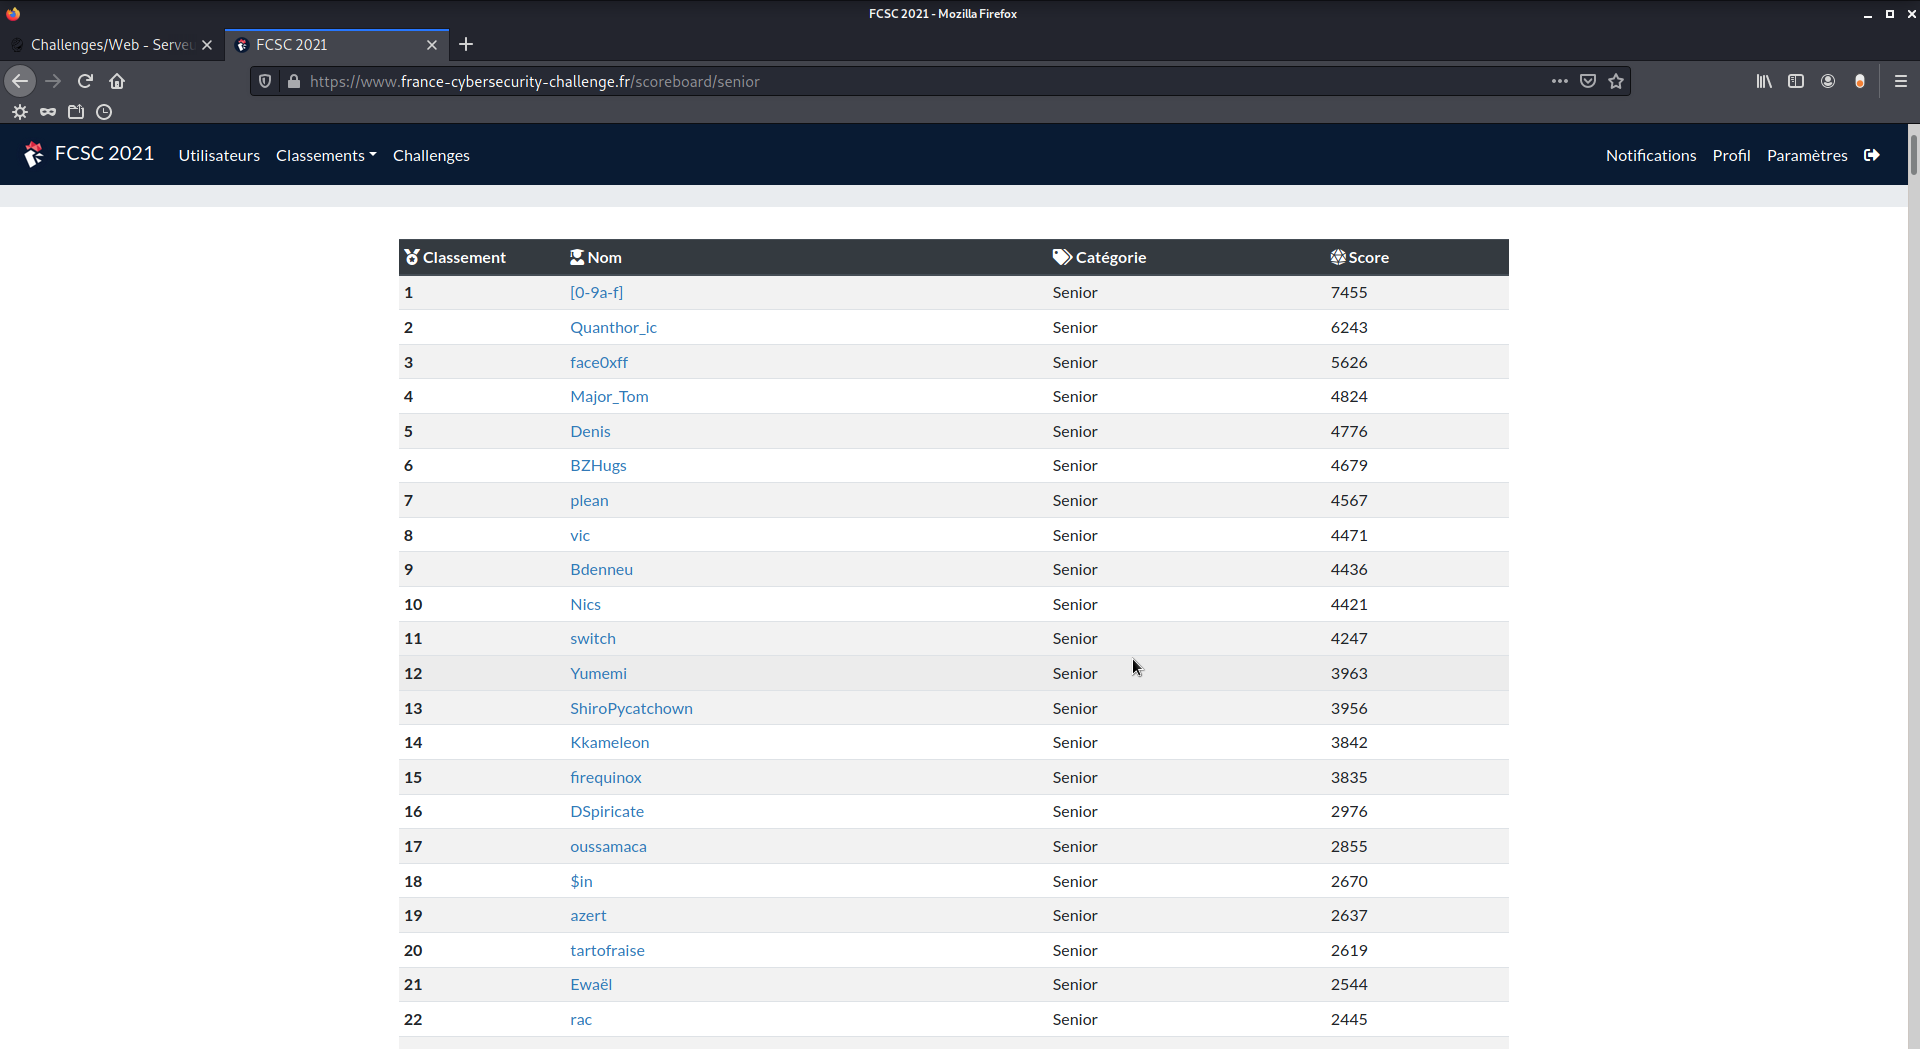 FCSC 2021 - Mozilla Firefox
Challenges/Web - Serveu
FCSC 2021
https://www.france-cybersecurity-challenge.fr/scoreboard/senior
FCSC 2021 Utilisateurs Classements Challenges Notifications Profil Paramètres
Classement Nom Catégorie Score
1 [0-9a-f] Senior 7455
2 Quanthor_ic Senior 6243
3 face0xff Senior 5626
4 Major_Tom Senior 4824
5 Denis Senior 4776
6 BZHugs Senior 4679
7 plean Senior 4567
8 vic Senior 4471
9 Bdenneu Senior 4436
10 Nics Senior 4421
11 switch Senior 4247
12 Yumemi Senior 3963
13 ShiroPycatchown Senior 3956
14 Kkameleon Senior 3842
15 firequinox Senior 3835
16 DSpiricate Senior 2976
17 oussamaca Senior 2855
18 $in Senior 2670
19 azert Senior 2637
20 tartofraise Senior 2619
21 Ewaël Senior 2544
22 rac Senior 2445